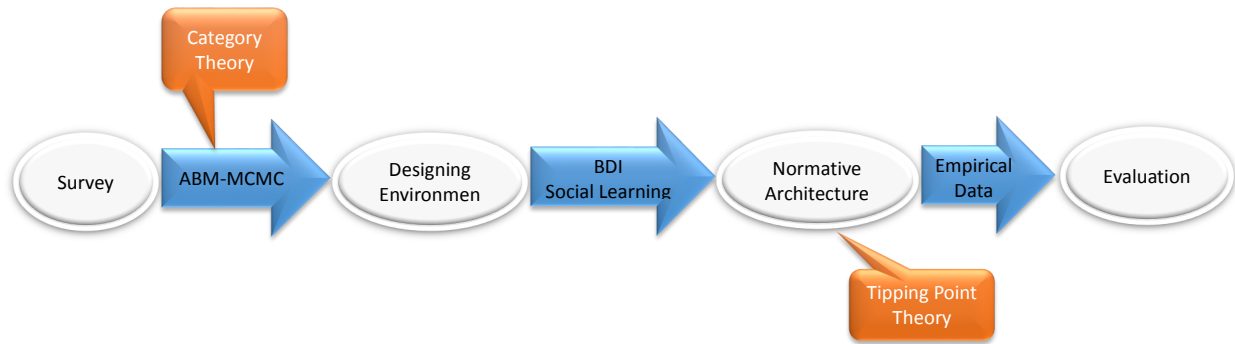 Category
Theory
Survey
ABM-MCMC
Designing
Environmen
BDI
Social Learning
Normative
Architecture
Empirical
Data
Evaluation
Tipping Point
Theory